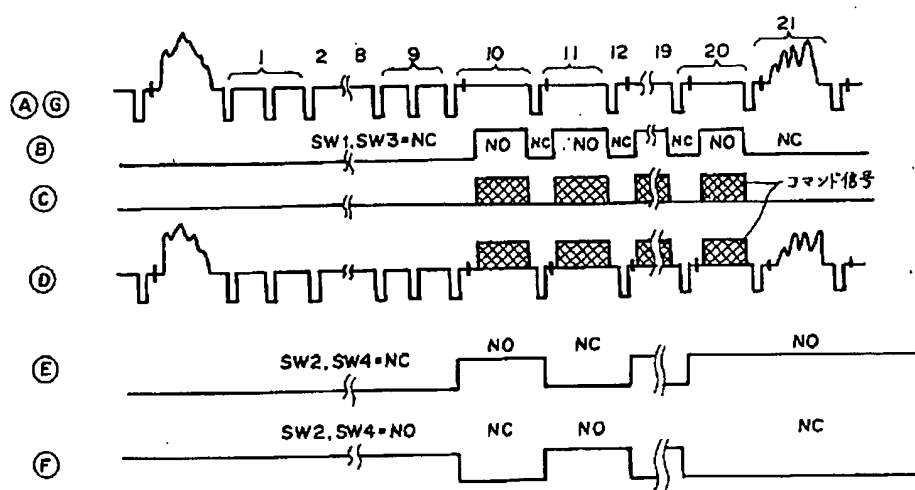 1 2 8 9 10 11 12 19 20 21
Ⓐ Ⓖ
Ⓑ SW1, SW3=NC NO NC NO NC NC NO NC
Ⓒ コマンド信号
Ⓓ
Ⓔ SW2, SW4=NC NO NC NO
Ⓕ SW2, SW4=NO NC NO NC